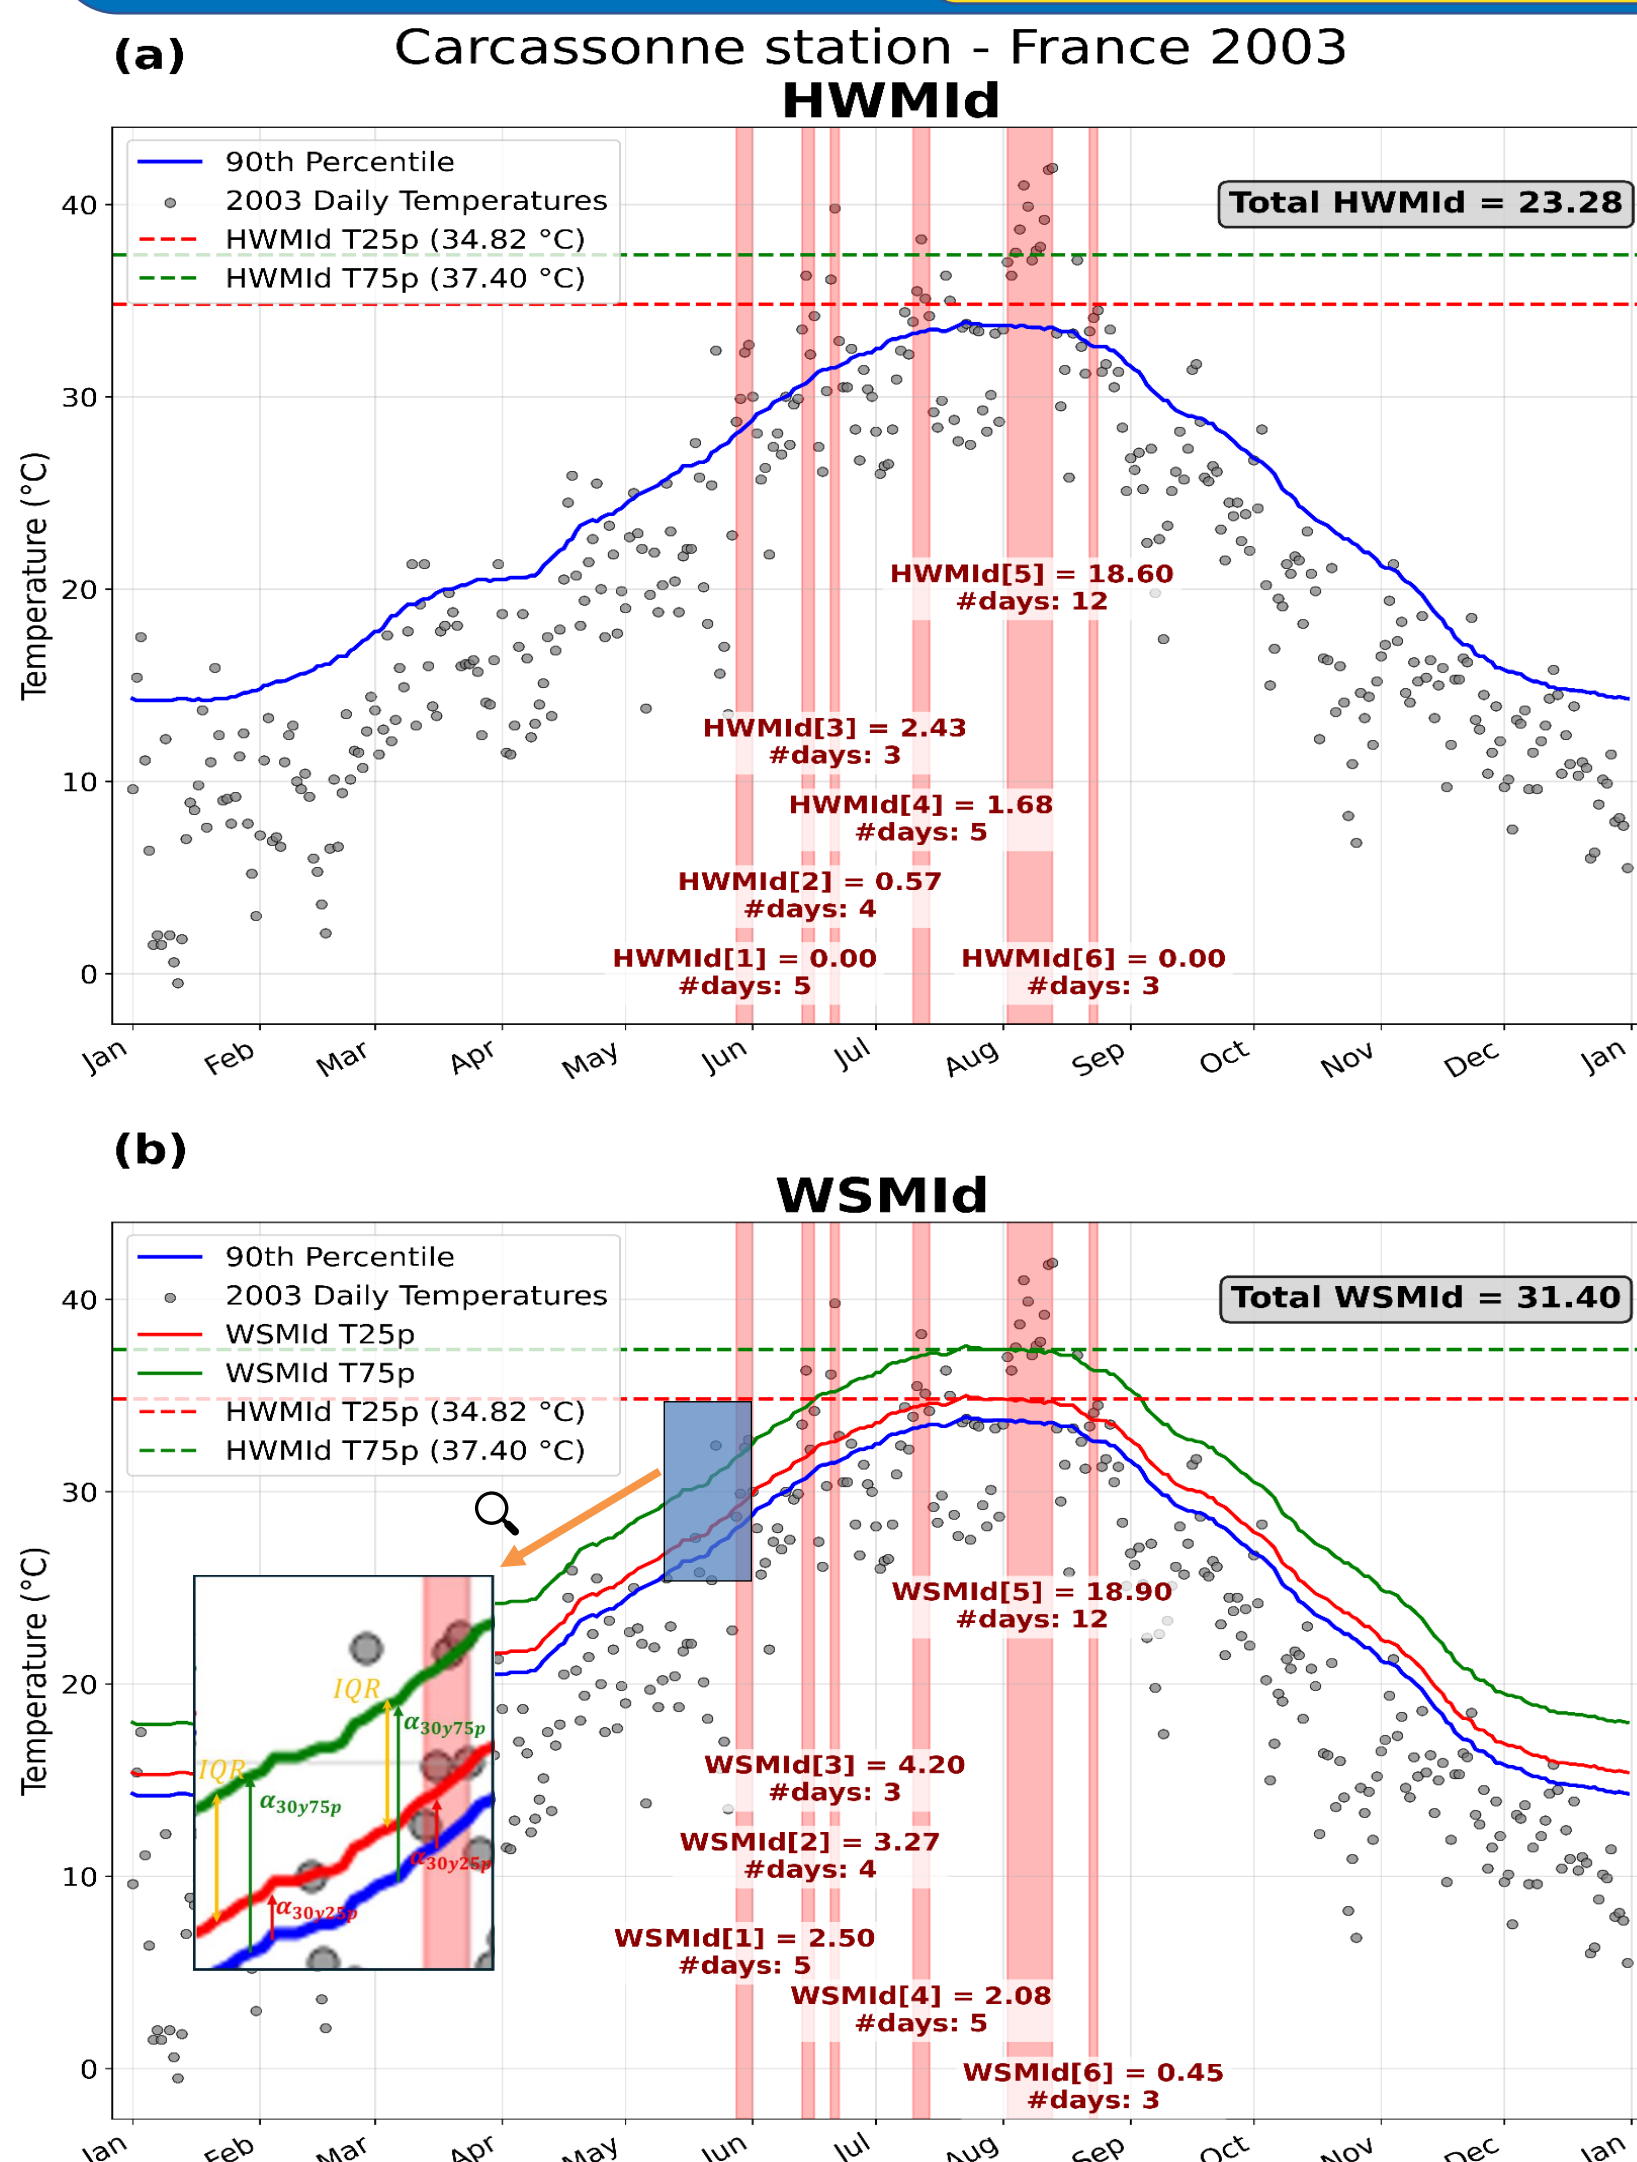 (a)
Carcassonne station - France 2003
HWMId
90th Percentile
2003 Daily Temperatures
HWMId T25p (34.82 °C)
HWMId T75p (37.40 °C)
Total HWMId = 23.28
Temperature (°C)
40
30
20
10
0
HWMId[5] = 18.60
#days: 12
HWMId[3] = 2.43
#days: 3
HWMId[4] = 1.68
#days: 5
HWMId[2] = 0.57
#days: 4
HWMId[1] = 0.00
#days: 5
HWMId[6] = 0.00
#days: 3
Jan Feb Mar Apr May Jun Jul Aug Sep Oct Nov Dec Jan
(b)
WSMId
90th Percentile
2003 Daily Temperatures
WSMId T25p
WSMId T75p
HWMId T25p (34.82 °C)
HWMId T75p (37.40 °C)
Total WSMId = 31.40
Temperature (°C)
40
30
20
10
0
IQR
α30y75p
IQR
α30y75p
α30y25p
α30y25p
WSMId[5] = 18.90
#days: 12
WSMId[3] = 4.20
#days: 3
WSMId[2] = 3.27
#days: 4
WSMId[1] = 2.50
#days: 5
WSMId[4] = 2.08
#days: 5
WSMId[6] = 0.45
#days: 3
Jan Feb Mar Apr May Jun Jul Aug Sep Oct Nov Dec Jan